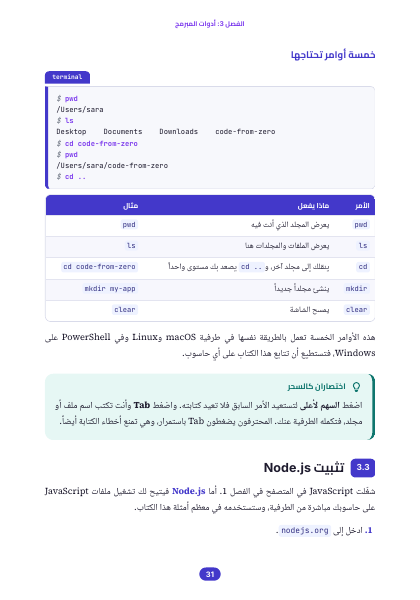 الفصل 3: أدوات المبرمج
خمسة أوامر تحتاجها
terminal
$ pwd
/Users/sara
$ ls
Desktop    Documents    Downloads    code-from-zero
$ cd code-from-zero
$ pwd
/Users/sara/code-from-zero
$ cd ..
الأمر ماذا يفعل مثال
pwd يعرض المجلد الذي أنت فيه pwd
ls يعرض الملفات والمجلدات هنا ls
cd ينقلك إلى مجلد آخر، و cd .. يصعد بك مستوى واحداً cd code-from-zero
mkdir ينشئ مجلداً جديداً mkdir my-app
clear يمسح الشاشة clear
هذه الأوامر الخمسة تعمل بالطريقة نفسها في طرفية macOS وLinux وفي PowerShell على
Windows، فتستطيع أن تتابع هذا الكتاب على أي حاسوب.
اختصاران كالسحر
اضغط السهم لأعلى لتستعيد الأمر السابق فلا تعيد كتابته. واضغط Tab وأنت تكتب اسم ملف أو
مجلد، فتكمله الطرفية عنك. المحترفون يضغطون Tab باستمرار، وهي تمنع أخطاء الكتابة أيضاً.
3.3 تثبيت Node.js
شغّلت JavaScript في المتصفح في الفصل 1. أما Node.js فيتيح لك تشغيل ملفات JavaScript
على حاسوبك مباشرة من الطرفية، وستستخدمه في معظم أمثلة هذا الكتاب.
1. ادخل إلى nodejs.org.
31